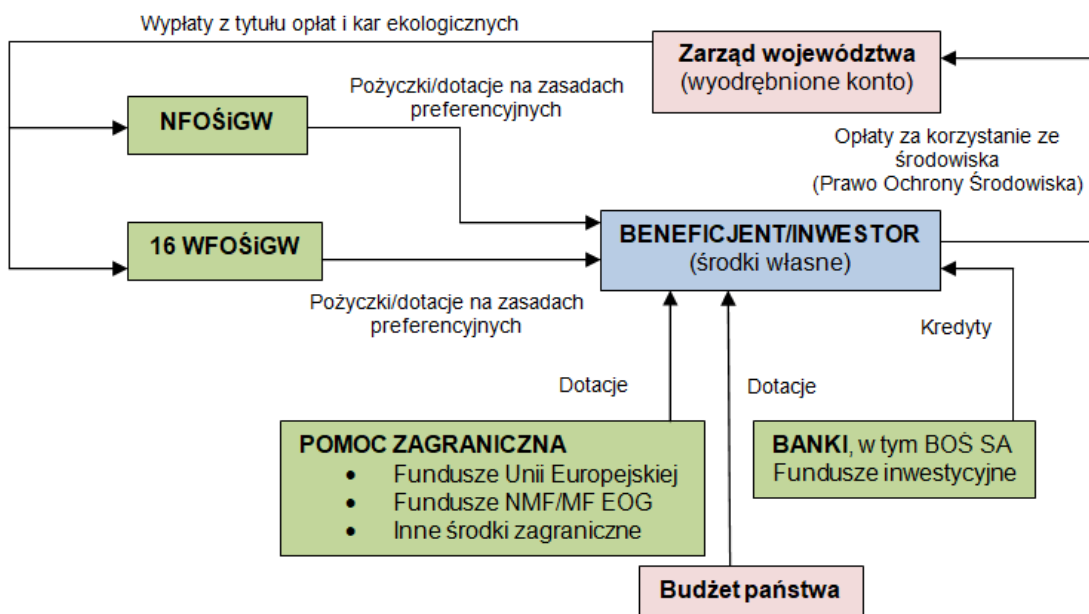 Wypłaty z tytułu opłat i kar ekologicznych
Zarząd województwa
(wyodrębnione konto)
Pożyczki/dotacje na zasadach
preferencyjnych
NFOŚiGW
Opłaty za korzystanie ze
środowiska
(Prawo Ochrony Środowiska)
16 WFOŚiGW
BENEFICJENT/INWESTOR
(środki własne)
Pożyczki/dotacje na zasadach
preferencyjnych
Kredyty
Dotacje
Dotacje
POMOC ZAGRANICZNA
• Fundusze Unii Europejskiej
• Fundusze NMF/MF EOG
• Inne środki zagraniczne
BANKI, w tym BOŚ SA
Fundusze inwestycyjne
Budżet państwa